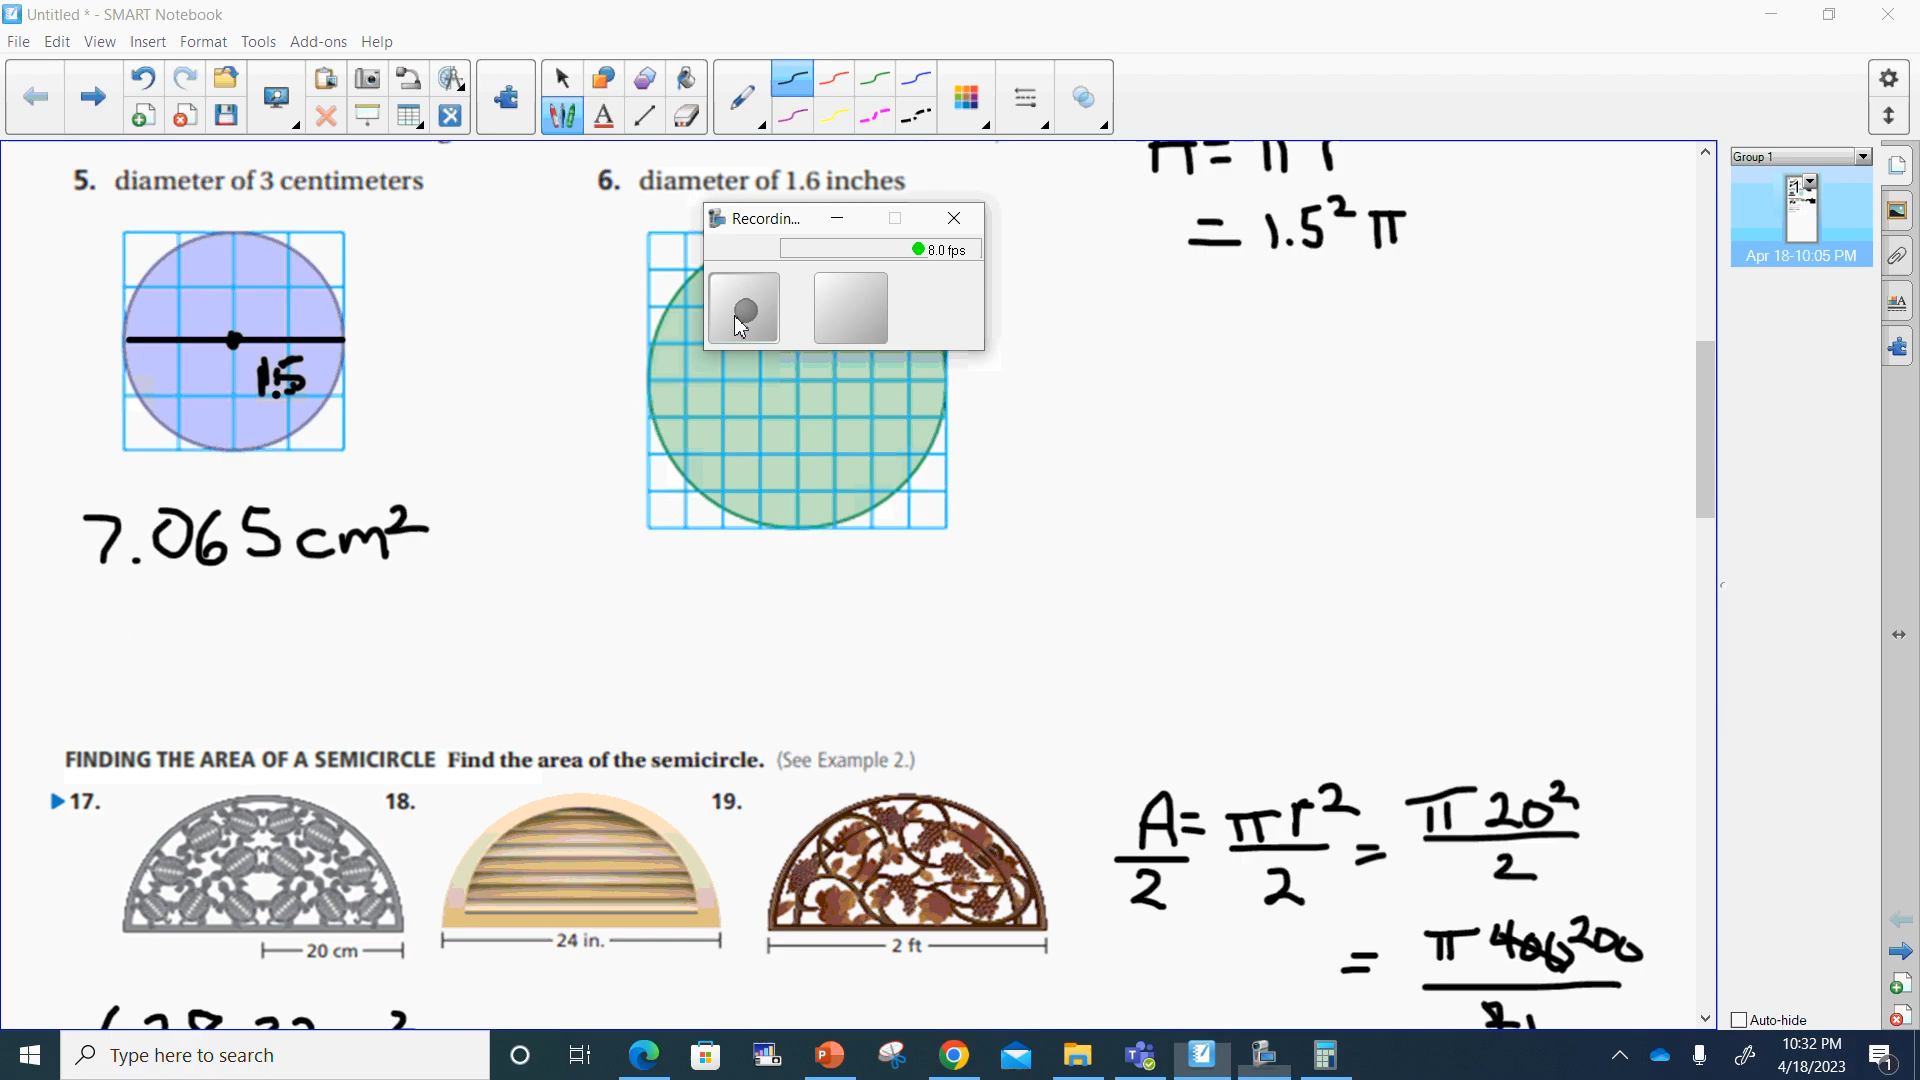 Untitled * - SMART Notebook
File Edit View Insert Format Tools Add-ons Help
5. diameter of 3 centimeters
6. diameter of 1.6 inches
= 1.5² π
Recordin...
8.0 fps
1.5
7.065 cm²
Group 1
Apr 18-10:05 PM
FINDING THE AREA OF A SEMICIRCLE Find the area of the semicircle. (See Example 2.)
17.
18.
19.
20 cm
24 in.
2 ft
A/2 = πr²/2 = π20²/2
= π 400 200
Auto-hide
Type here to search
10:32 PM
4/18/2023
1